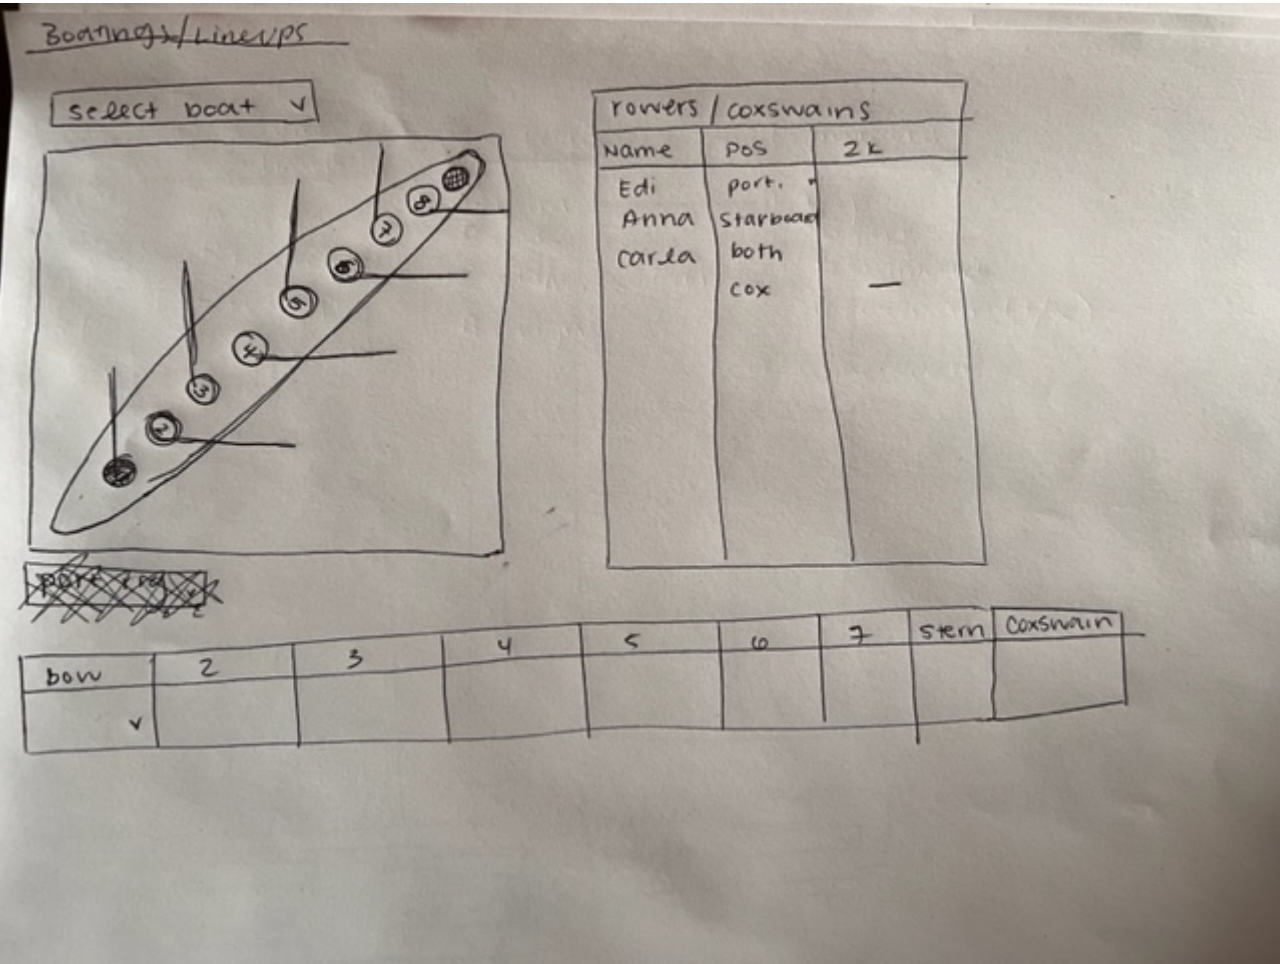 Boatings/Lineups
select boat v
rowers / coxswains
Name POS 2K
Edi port.
Anna starboard
Carla both
cox —
8
7
6
5
4
3
2
bow 2 3 4 5 6 7 stern coxswain
v